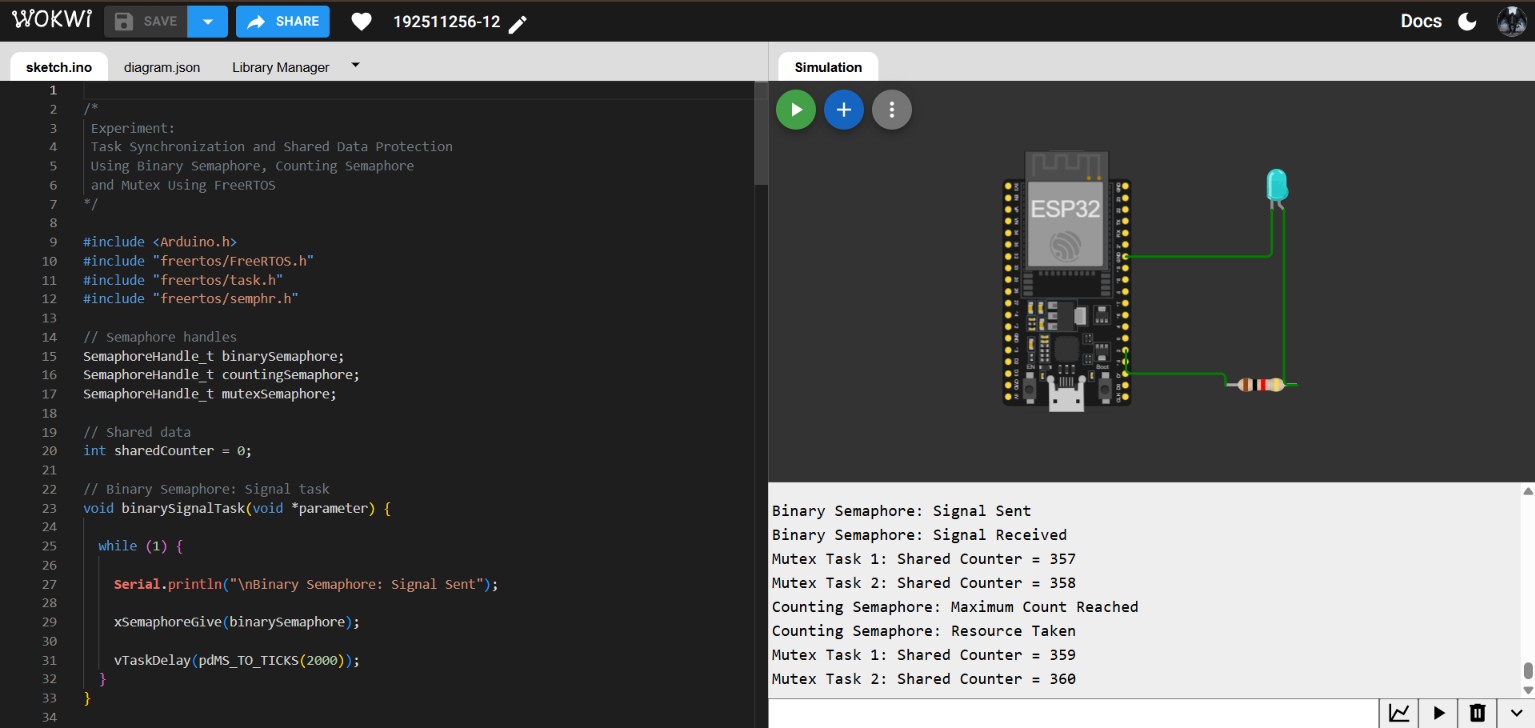 WOKWI
SAVE
SHARE
192511256-12
Docs
sketch.ino
diagram.json
Library Manager
Simulation
1
2 /*
3 Experiment:
4 Task Synchronization and Shared Data Protection
5 Using Binary Semaphore, Counting Semaphore
6 and Mutex Using FreeRTOS
7 */
8
9 #include <Arduino.h>
10 #include "freertos/FreeRTOS.h"
11 #include "freertos/task.h"
12 #include "freertos/semphr.h"
13
14 // Semaphore handles
15 SemaphoreHandle_t binarySemaphore;
16 SemaphoreHandle_t countingSemaphore;
17 SemaphoreHandle_t mutexSemaphore;
18
19 // Shared data
20 int sharedCounter = 0;
21
22 // Binary Semaphore: Signal task
23 void binarySignalTask(void *parameter) {
24
25 while (1) {
26
27 Serial.println("\nBinary Semaphore: Signal Sent");
28
29 xSemaphoreGive(binarySemaphore);
30
31 vTaskDelay(pdMS_TO_TICKS(2000));
32 }
33 }
34
ESP32
EN
Boot
Binary Semaphore: Signal Sent
Binary Semaphore: Signal Received
Mutex Task 1: Shared Counter = 357
Mutex Task 2: Shared Counter = 358
Counting Semaphore: Maximum Count Reached
Counting Semaphore: Resource Taken
Mutex Task 1: Shared Counter = 359
Mutex Task 2: Shared Counter = 360